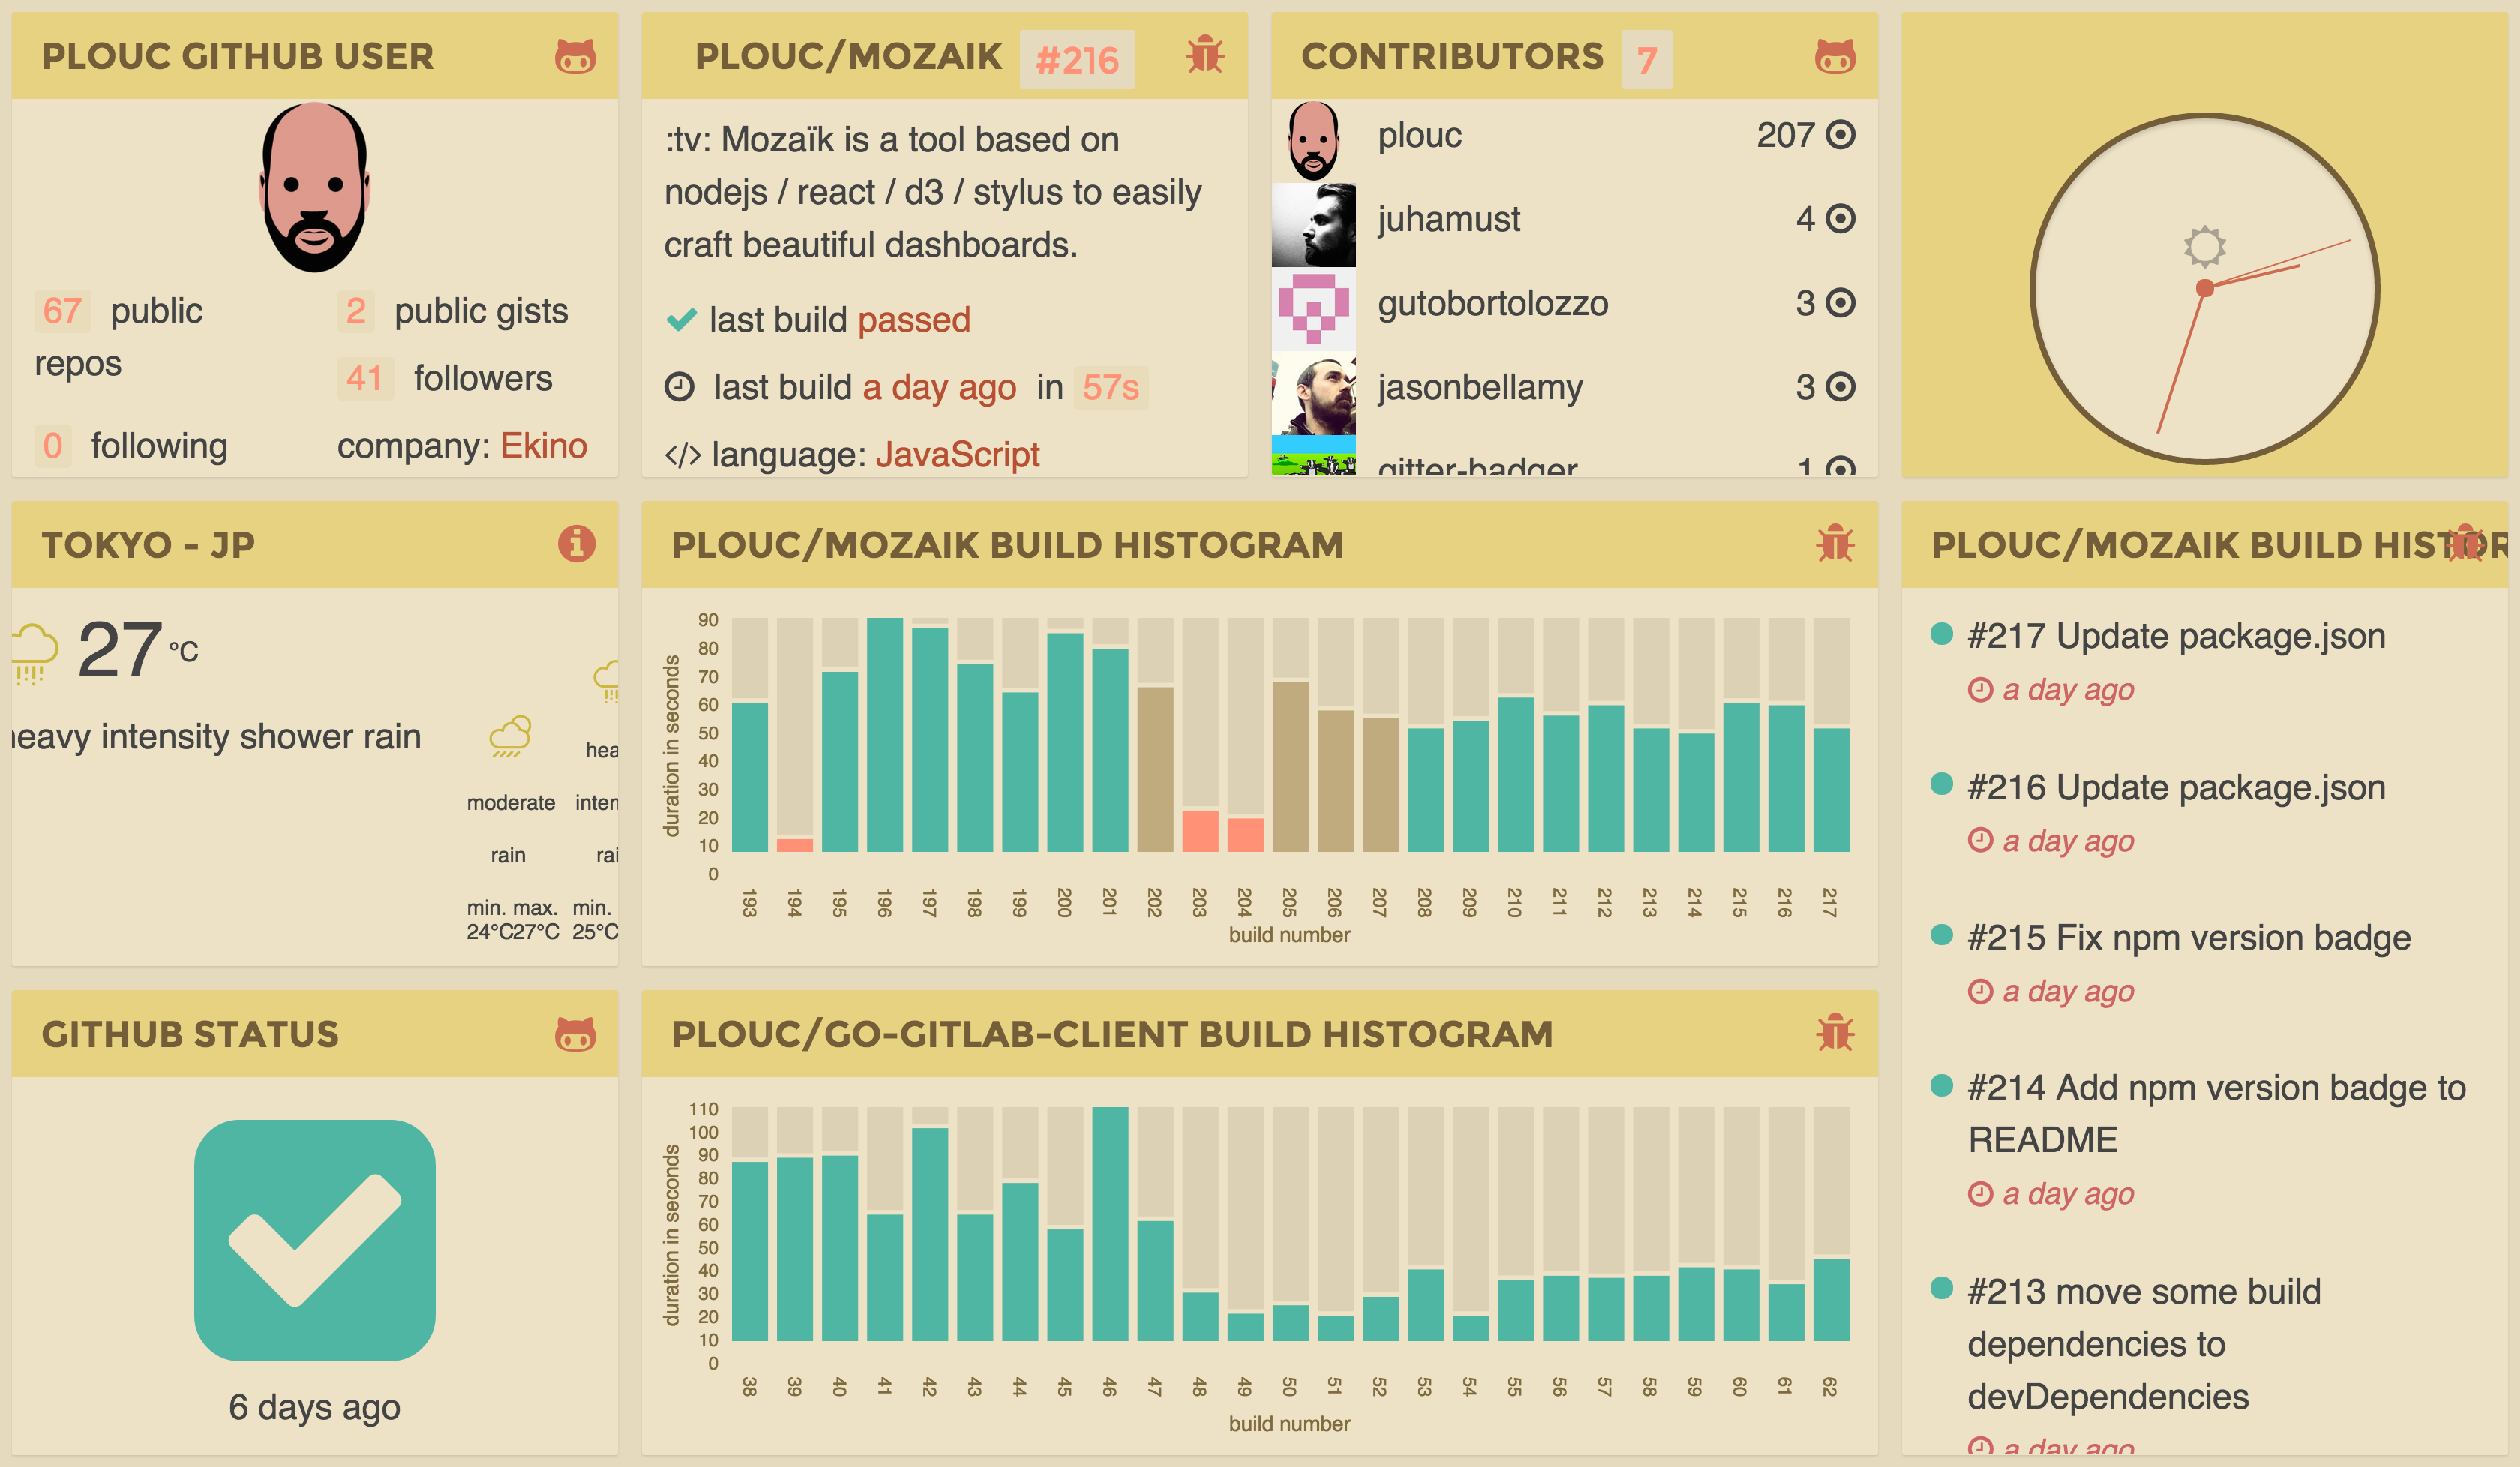 PLOUC GITHUB USER
67 public
repos
2 public gists
41 followers
0 following
company: Ekino
PLOUC/MOZAIK #216
:tv: Mozaïk is a tool based on
nodejs / react / d3 / stylus to easily
craft beautiful dashboards.
last build passed
last build a day ago in 57s
language: JavaScript
CONTRIBUTORS 7
plouc 207
juhamust 4
gutobortolozzo 3
jasonbellamy 3
gitter-badger 1
TOKYO - JP
27 °C
heavy intensity shower rain
moderate
rain
min. max.
24°C 27°C
hea
inten
rai
min.
25°C
PLOUC/MOZAIK BUILD HISTOGRAM
duration in seconds
90
80
70
60
50
40
30
20
10
0
193 194 195 196 197 198 199 200 201 202 203 204 205 206 207 208 209 210 211 212 213 214 215 216 217
build number
PLOUC/MOZAIK BUILD HISTOR
#217 Update package.json
a day ago
#216 Update package.json
a day ago
#215 Fix npm version badge
a day ago
#214 Add npm version badge to
README
a day ago
#213 move some build
dependencies to
devDependencies
a day ago
GITHUB STATUS
6 days ago
PLOUC/GO-GITLAB-CLIENT BUILD HISTOGRAM
duration in seconds
110
100
90
80
70
60
50
40
30
20
10
0
38 39 40 41 42 43 44 45 46 47 48 49 50 51 52 53 54 55 56 57 58 59 60 61 62
build number